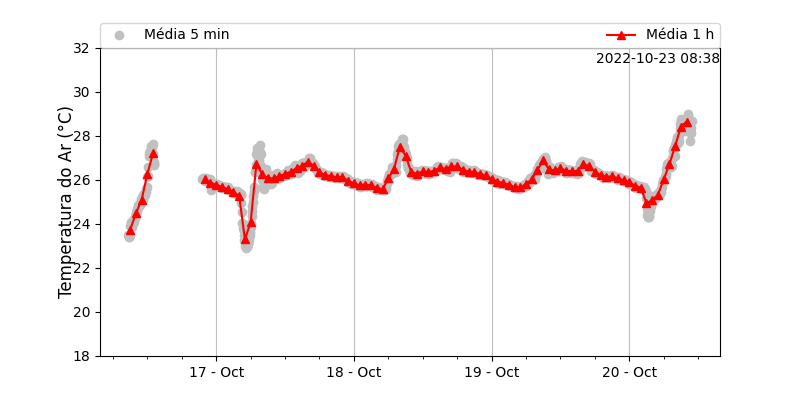 Média 5 min
Média 1 h
2022-10-23 08:38
Temperatura do Ar (°C)
32
30
28
26
24
22
20
18
17 - Oct
18 - Oct
19 - Oct
20 - Oct